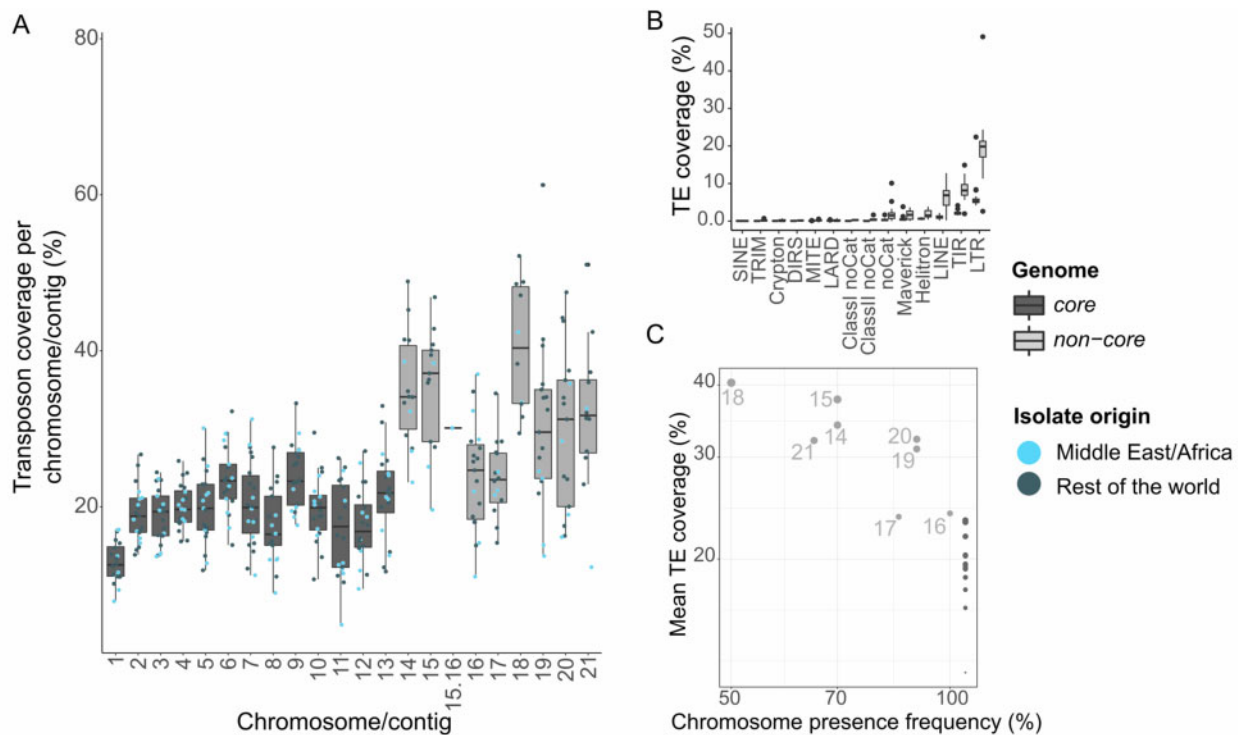 A
Transposon coverage per
chromosome/contig (%)
80
60
40
20
1
2
3
4
5
6
7
8
9
10
11
12
13
14
15
15. 16
16
17
18
19
20
21
Chromosome/contig
B
TE coverage (%)
50
40
30
20
10
0.0
SINE
TRIM
Crypton
DIRS
MITE
LARD
ClassI noCat
ClassII noCat
noCat
Maverick
Helitron
LINE
TIR
LTR
C
Mean TE coverage (%)
40
30
20
18
15
14
21
20
19
17
16
50
70
100
Chromosome presence frequency (%)
Genome
core
non−core
Isolate origin
Middle East/Africa
Rest of the world